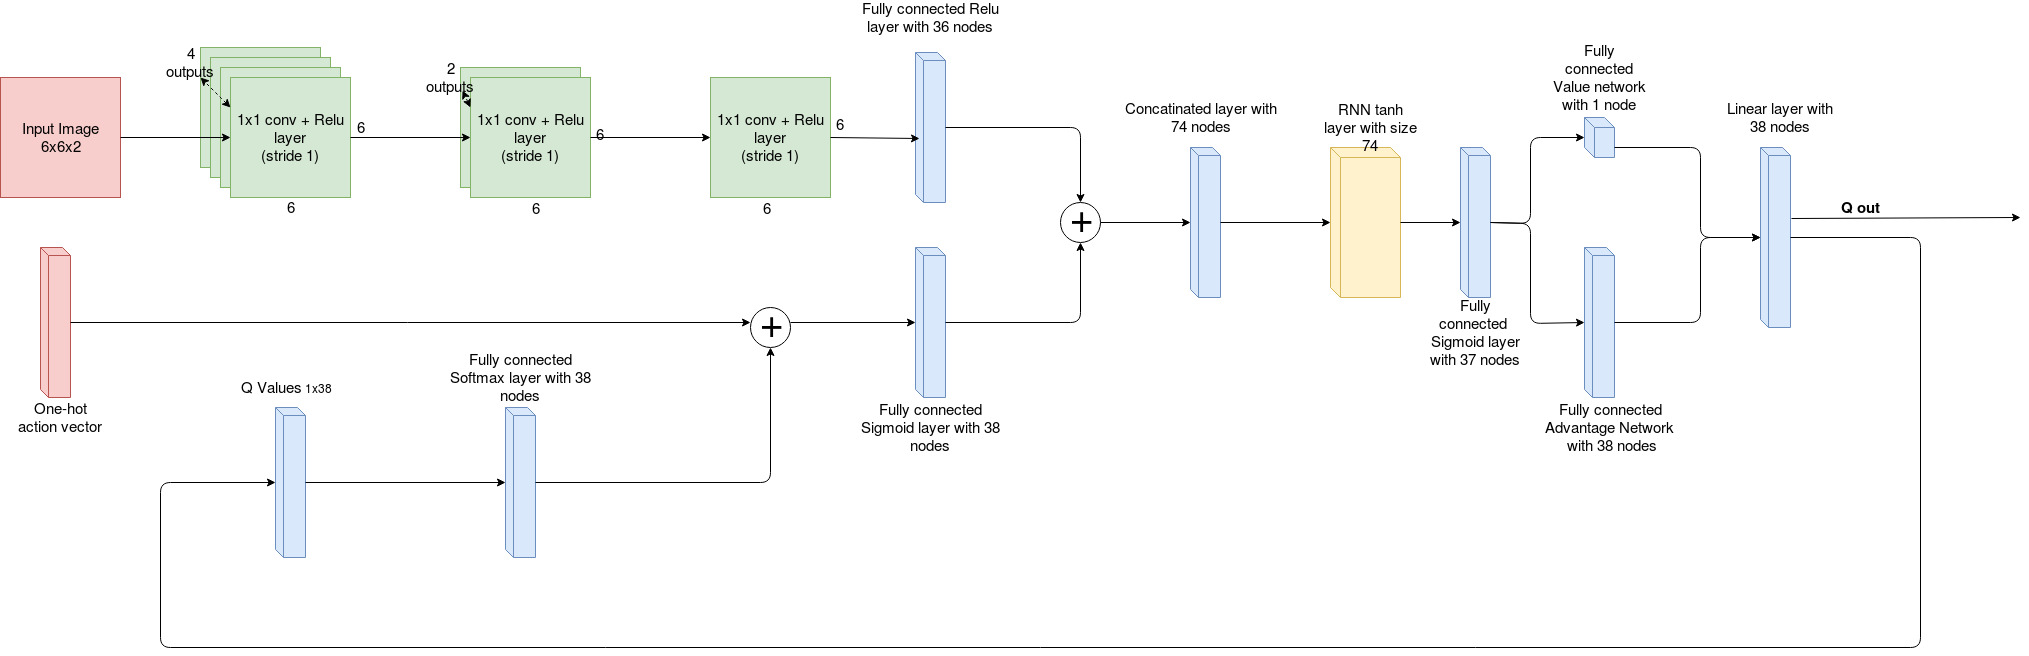 Fully connected Relu
layer with 36 nodes
4
outputs
2
outputs
Input Image
6x6x2
1x1 conv + Relu
layer
(stride 1)
6
6
1x1 conv + Relu
layer
(stride 1)
6
6
1x1 conv + Relu
layer
(stride 1)
6
6
Concatinated layer with
74 nodes
RNN tanh
layer with size
74
Fully
connected
Value network
with 1 node
Linear layer with
38 nodes
Q out
Fully
connected
Sigmoid layer
with 37 nodes
Fully connected
Advantage Network
with 38 nodes
One-hot
action vector
Q Values 1x38
Fully connected
Softmax layer with 38
nodes
+
+
Fully connected
Sigmoid layer with 38
nodes